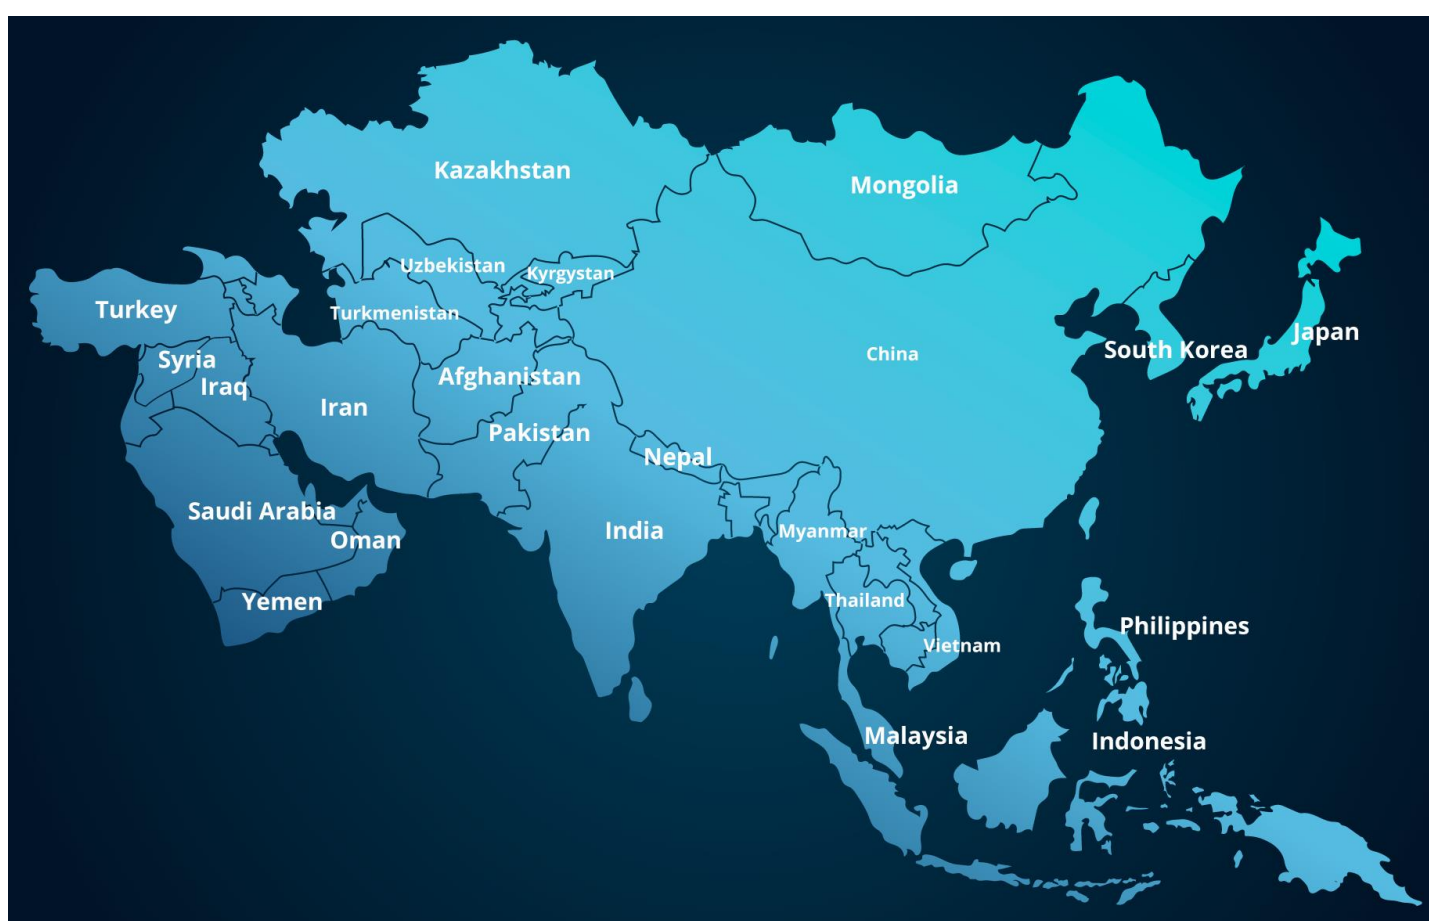 Kazakhstan
Mongolia
Uzbekistan
Kyrgystan
Turkey
Turkmenistan
Japan
South Korea
China
Syria
Iraq
Afghanistan
Iran
Pakistan
Nepal
Saudi Arabia
India
Myanmar
Oman
Yemen
Thailand
Philippines
Vietnam
Malaysia
Indonesia